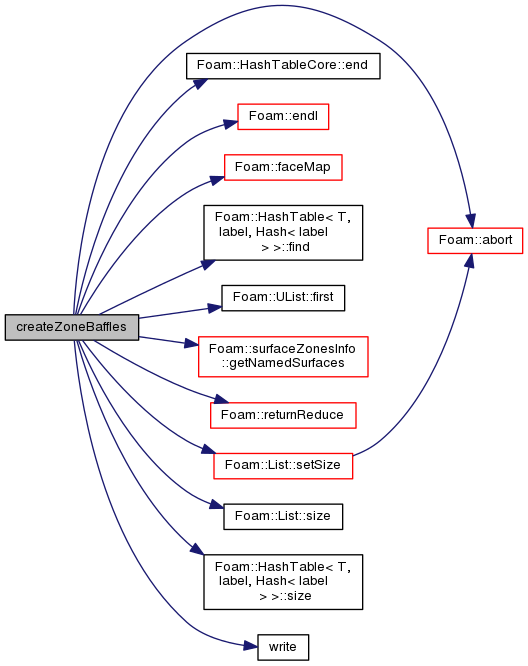 createZoneBaffles
Foam::HashTableCore::end
Foam::endl
Foam::faceMap
Foam::HashTable< T,
label, Hash< label
> >::find
Foam::UList::first
Foam::surfaceZonesInfo
::getNamedSurfaces
Foam::returnReduce
Foam::List::setSize
Foam::List::size
Foam::HashTable< T,
label, Hash< label
> >::size
write
Foam::abort